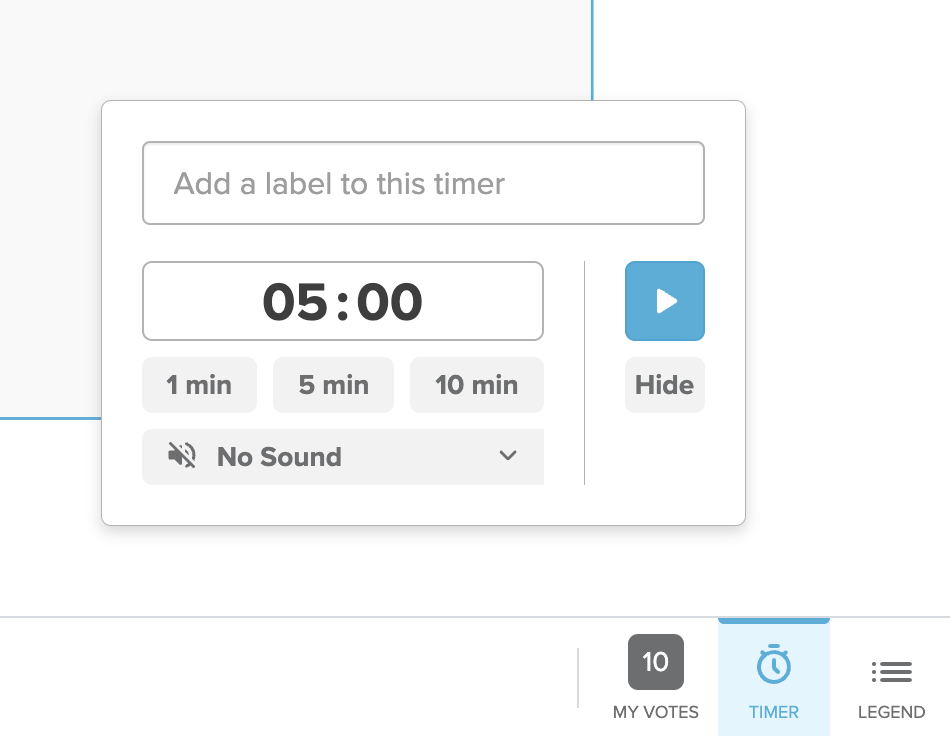 Add a label to this timer
05:00
1 min 5 min 10 min Hide
No Sound
10
MY VOTES TIMER LEGEND